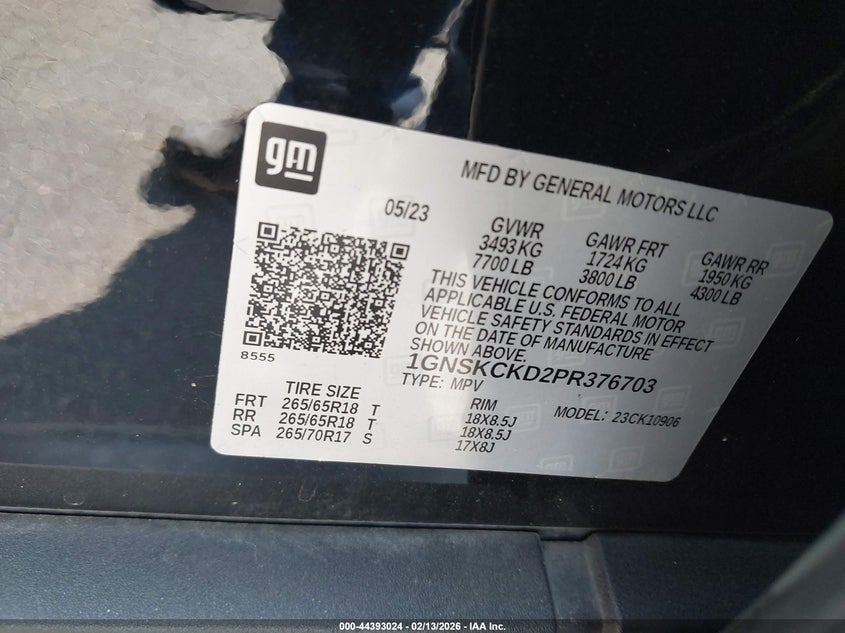 gm
MFD BY GENERAL MOTORS LLC
05/23
GVWR
3493 KG
7700 LB
GAWR FRT
1724 KG
3800 LB
GAWR RR
1950 KG
4300 LB
THIS VEHICLE CONFORMS TO ALL
APPLICABLE U.S. FEDERAL MOTOR
VEHICLE SAFETY STANDARDS IN EFFECT
ON THE DATE OF MANUFACTURE
SHOWN ABOVE.
8555
1GNSKCKD2PR376703
TYPE: MPV
MODEL: 23CK10906
TIRE SIZE
RIM
FRT 265/65R18 T 18X8.5J
RR 265/65R18 T 18X8.5J
SPA 265/70R17 S 17X8J
000-44393024 - 02/13/2026 - IAA Inc.